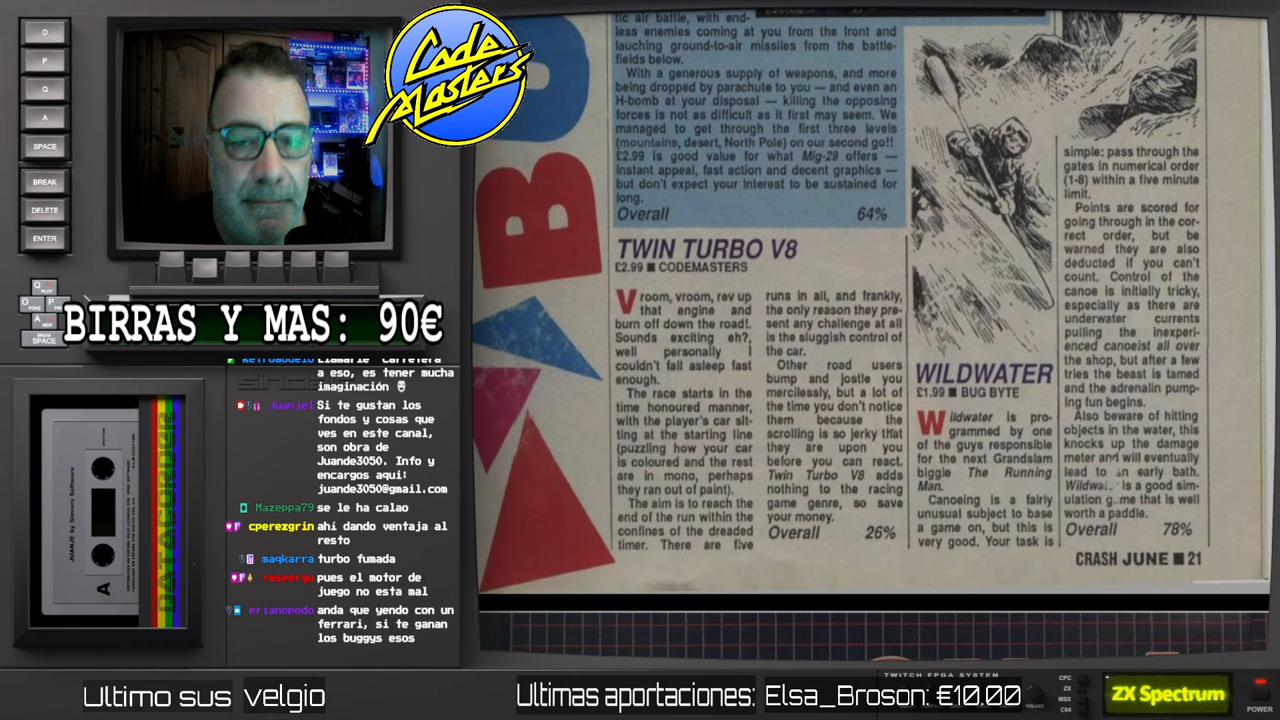 O
P
Q
A
SPACE
BREAK
DELETE
ENTER
Code
Masters
BIRRAS Y MAS: 90€
Llamarle "Carretera"
a eso, es tener mucha
imaginación
Juanje1 Si te gustan los
fondos y cosas que
ves en este canal,
son obra de
Juande3050. Info y
encargos aqui:
juande3050@gmail.com
Mazeppa79 se le ha calao
cperezgrin ahí dando ventaja al
resto
maqkarra turbo fumada
respergu pues el motor de
juego no esta mal
erianopodo anda que yendo con un
ferrari, si te ganan
los buggys esos
JUANJE by Simers Software
A
tic air battle, with end-
less enemies coming at you from the front and
lauching ground-to-air missiles from the battle-
fields below.
With a generous supply of weapons, and more
being dropped by parachute to you — and even an
H-bomb at your disposal — killing the opposing
forces is not as difficult as it first may seem. We
managed to get through the first three levels
(mountains, desert, North Pole) on our second go!!
£2.99 is good value for what Mig-29 offers —
instant appeal, fast action and decent graphics —
but don't expect your interest to be sustained for
long.
Overall 64%
TWIN TURBO V8
£2.99 ■ CODEMASTERS
Vroom, vroom, rev up
that engine and
burn off down the road!.
Sounds exciting eh?,
well personally I
couldn't fall asleep fast
enough.
The race starts in the
time honoured manner,
with the player's car sit-
ting at the starting line
(puzzling how your car
is coloured and the rest
are in mono, perhaps
they ran out of paint).
The aim is to reach the
end of the run within the
confines of the dreaded
timer. There are five
runs in all, and frankly,
the only reason they pre-
sent any challenge at all
is the sluggish control of
the car.
Other road users
bump and jostle you
mercilessly, but a lot of
the time you don't notice
them because the
scrolling is so jerky that
they are upon you
before you can react.
Twin Turbo V8 adds
nothing to the racing
game genre, so save
your money.
Overall 26%
WILDWATER
£1.99 ■ BUG BYTE
Wildwater is pro-
grammed by one
of the guys responsible
for the next Grandslam
biggie The Running
Man.
Canoeing is a fairly
unusual subject to base
a game on, but this is
very good. Your task is
simple: pass through the
gates in numerical order
(1-8) within a five minute
limit.
Points are scored for
going through in the cor-
rect order, but be
warned they are also
deducted if you can't
count. Control of the
canoe is initially tricky,
especially as there are
underwater currents
pulling the inexperi-
enced canoeist all over
the shop, but after a few
tries the beast is tamed
and the adrenalin pump-
ing fun begins.
Also beware of hitting
objects in the water, this
knocks up the damage
meter and will eventually
lead to an early bath.
Wildwater is a good sim-
ulation game that is well
worth a paddle.
Overall 78%
CRASH JUNE ■ 21
Ultimo sus velgio
Ultimas aportaciones: Elsa_Broson: €10.00
TWITCH FPGA SYSTEM
VOLUME
CPC
ZX
MSX
C64
ZX Spectrum
POWER